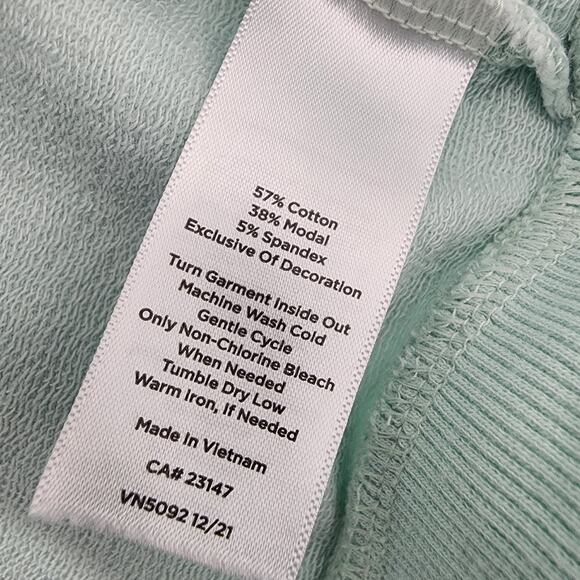 57% Cotton
38% Modal
5% Spandex
Exclusive Of Decoration
Turn Garment Inside Out
Machine Wash Cold
Gentle Cycle
Only Non-Chlorine Bleach
When Needed
Tumble Dry Low
Warm Iron, If Needed
Made in Vietnam
CA# 23147
VN5092 12/21